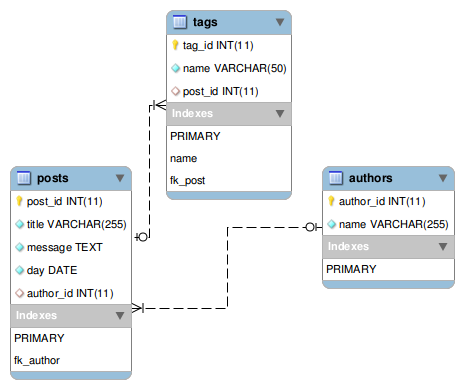 tags
tag_id INT(11)
name VARCHAR(50)
post_id INT(11)
Indexes
PRIMARY
name
fk_post
posts
post_id INT(11)
title VARCHAR(255)
message TEXT
day DATE
author_id INT(11)
Indexes
PRIMARY
fk_author
authors
author_id INT(11)
name VARCHAR(255)
Indexes
PRIMARY